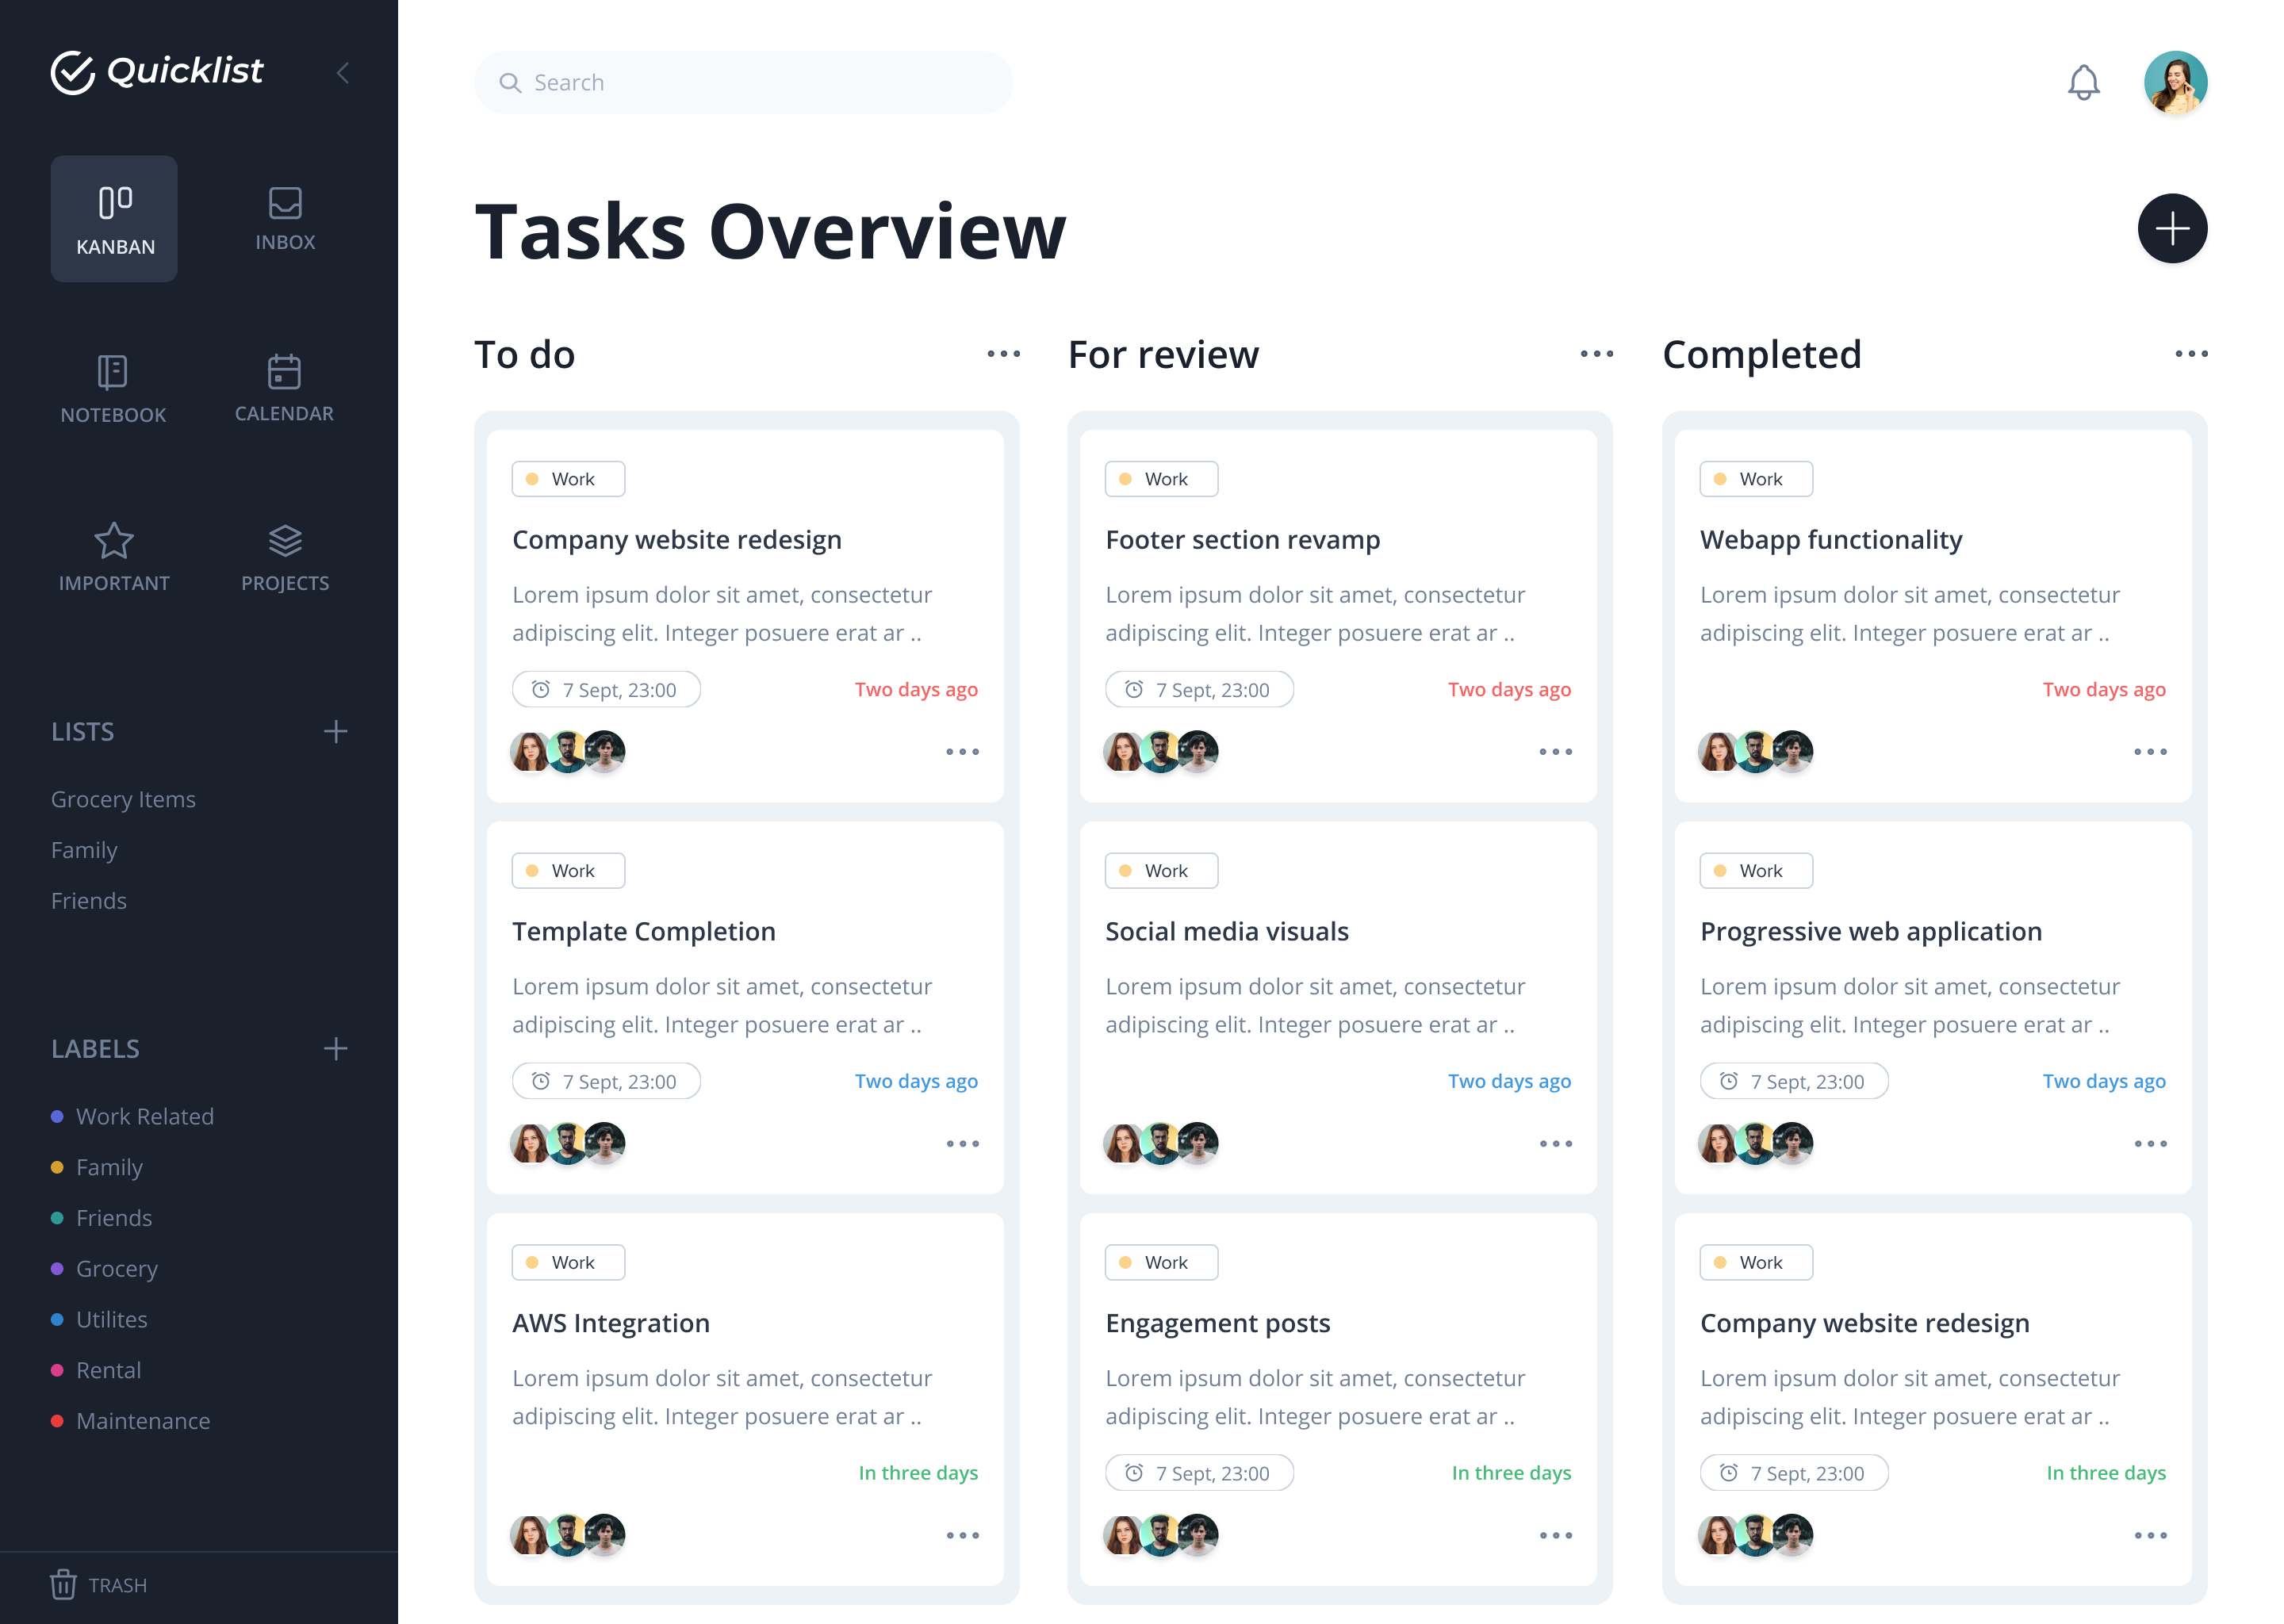 Quicklist
KANBAN
INBOX
NOTEBOOK
CALENDAR
IMPORTANT
PROJECTS
LISTS
Grocery Items
Family
Friends
LABELS
Work Related
Family
Friends
Grocery
Utilites
Rental
Maintenance
TRASH
Search
Tasks Overview
To do
Work
Company website redesign
Lorem ipsum dolor sit amet, consectetur
adipiscing elit. Integer posuere erat ar ..
7 Sept, 23:00
Two days ago
Work
Template Completion
Lorem ipsum dolor sit amet, consectetur
adipiscing elit. Integer posuere erat ar ..
7 Sept, 23:00
Two days ago
Work
AWS Integration
Lorem ipsum dolor sit amet, consectetur
adipiscing elit. Integer posuere erat ar ..
In three days
For review
Work
Footer section revamp
Lorem ipsum dolor sit amet, consectetur
adipiscing elit. Integer posuere erat ar ..
7 Sept, 23:00
Two days ago
Work
Social media visuals
Lorem ipsum dolor sit amet, consectetur
adipiscing elit. Integer posuere erat ar ..
Two days ago
Work
Engagement posts
Lorem ipsum dolor sit amet, consectetur
adipiscing elit. Integer posuere erat ar ..
7 Sept, 23:00
In three days
Completed
Work
Webapp functionality
Lorem ipsum dolor sit amet, consectetur
adipiscing elit. Integer posuere erat ar ..
Two days ago
Work
Progressive web application
Lorem ipsum dolor sit amet, consectetur
adipiscing elit. Integer posuere erat ar ..
7 Sept, 23:00
Two days ago
Work
Company website redesign
Lorem ipsum dolor sit amet, consectetur
adipiscing elit. Integer posuere erat ar ..
7 Sept, 23:00
In three days